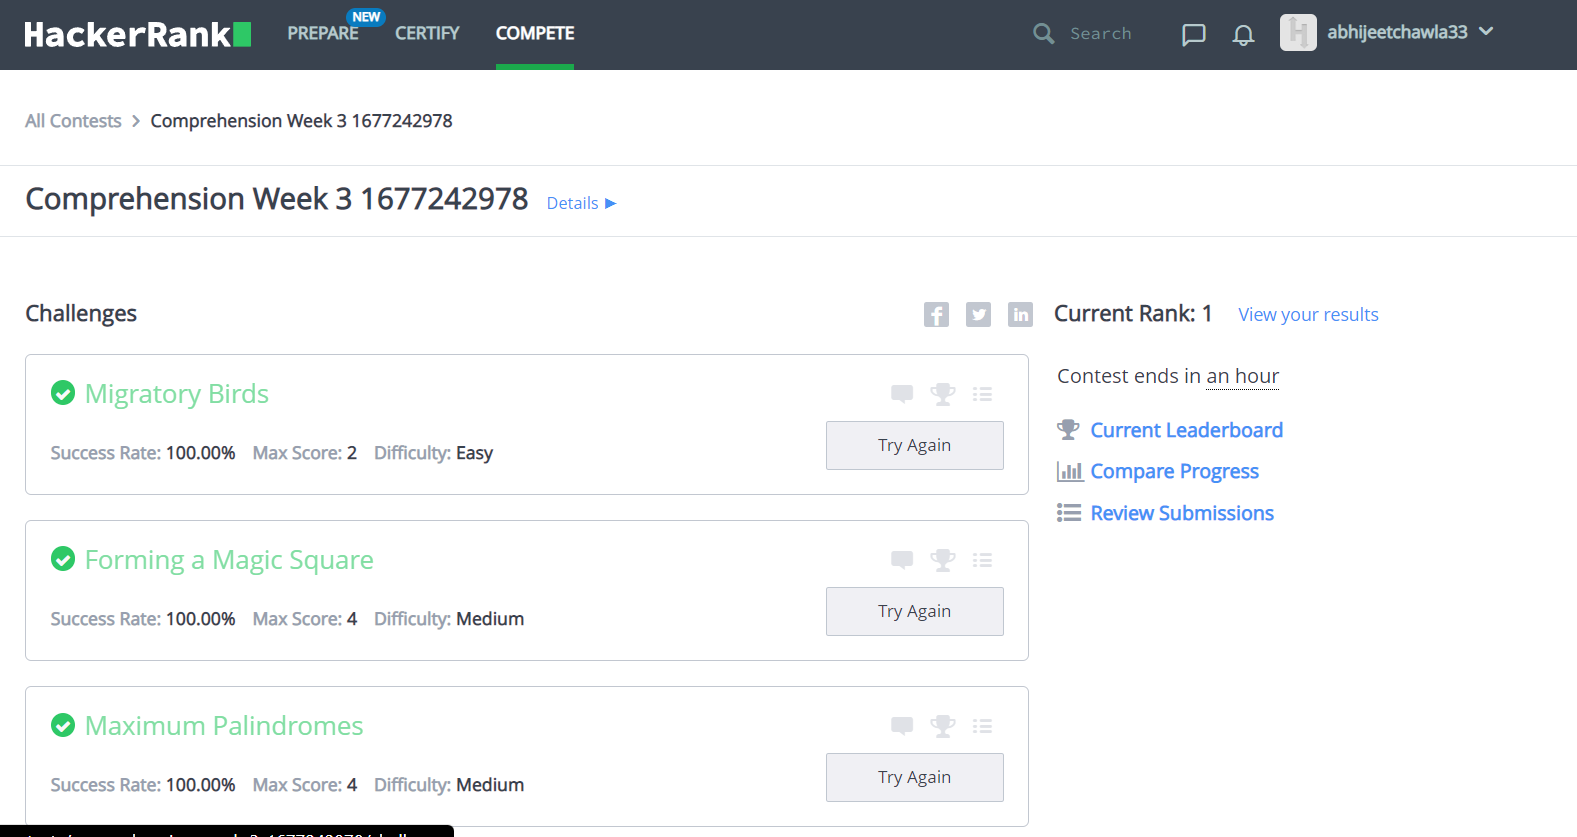 HackerRank PREPARE NEW CERTIFY COMPETE Search abhijeetchawla33
All Contests > Comprehension Week 3 1677242978
Comprehension Week 3 1677242978 Details ▶
Challenges
Current Rank: 1 View your results
Migratory Birds
Success Rate: 100.00% Max Score: 2 Difficulty: Easy
Try Again
Forming a Magic Square
Success Rate: 100.00% Max Score: 4 Difficulty: Medium
Try Again
Maximum Palindromes
Success Rate: 100.00% Max Score: 4 Difficulty: Medium
Try Again
Contest ends in an hour
Current Leaderboard
Compare Progress
Review Submissions